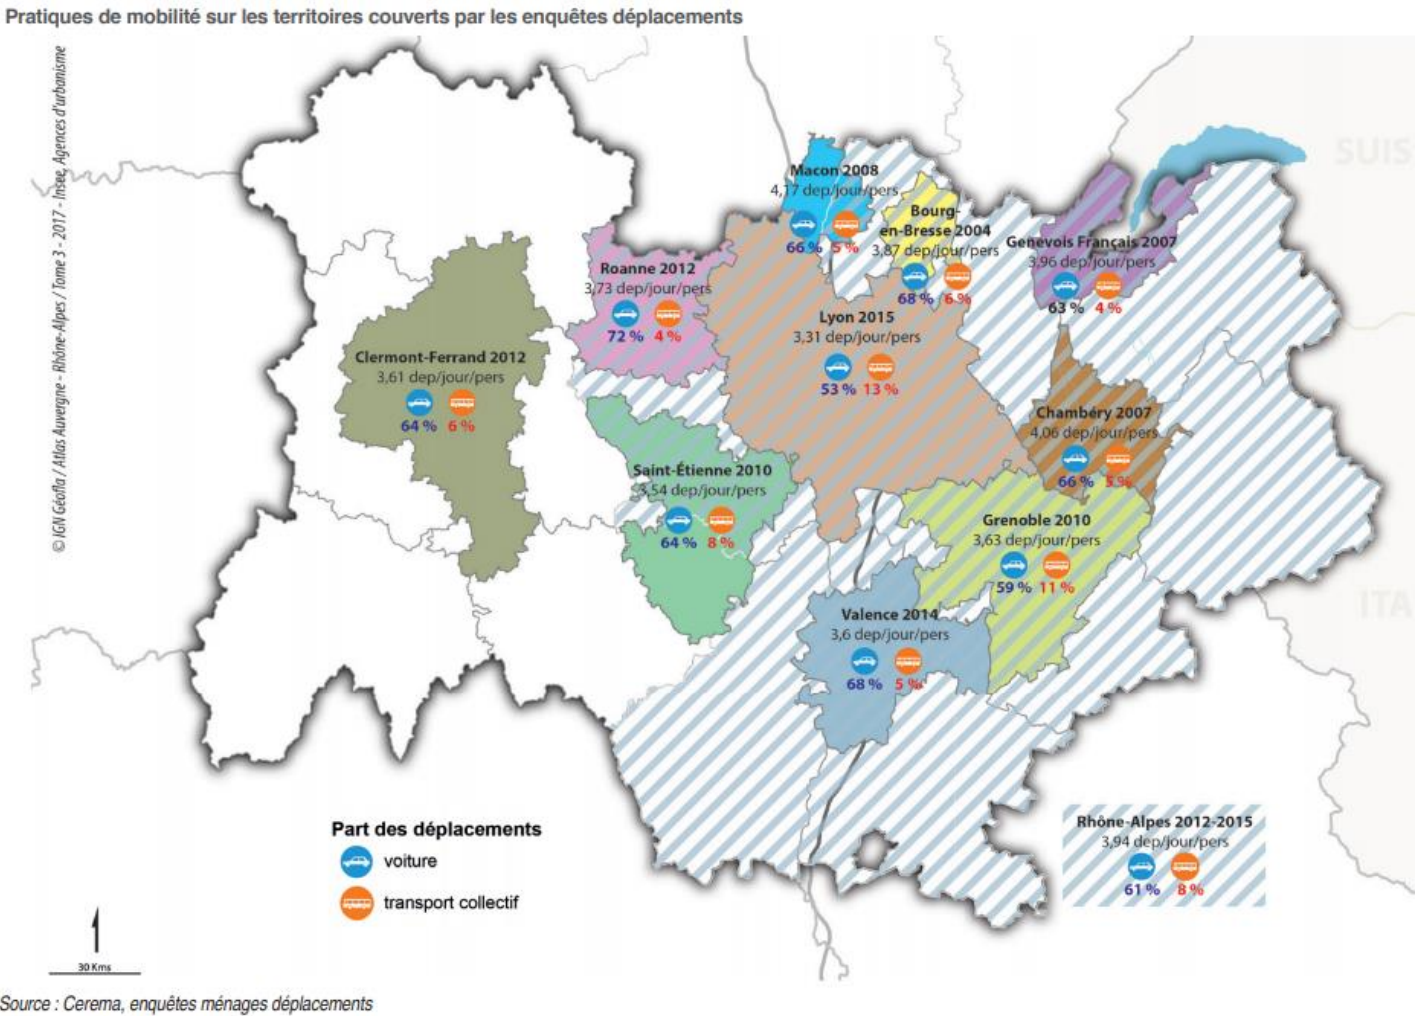 Pratiques de mobilité sur les territoires couverts par les enquêtes déplacements
© IGN Géofla / Atlas Auvergne - Rhône-Alpes / Tome 3 - 2017 - Insee, Agences d'urbanisme
SUIS
Macon 2008
4,17 dep/jour/pers
66 % 5 %
Bourg-
en-Bresse 2004
3,87 dep/jour/pers
68 % 6 %
Genevois Français 2007
3,96 dep/jour/pers
63 % 4 %
Roanne 2012
3,73 dep/jour/pers
72 % 4 %
Lyon 2015
3,31 dep/jour/pers
53 % 13 %
Clermont-Ferrand 2012
3,61 dep/jour/pers
64 % 6 %
Chambéry 2007
4,06 dep/jour/pers
66 % 5 %
Saint-Étienne 2010
3,54 dep/jour/pers
64 % 8 %
Grenoble 2010
3,63 dep/jour/pers
59 % 11 %
ITA
Valence 2014
3,6 dep/jour/pers
68 % 5 %
Part des déplacements
voiture
transport collectif
Rhône-Alpes 2012-2015
3,94 dep/jour/pers
61 % 8 %
30 Kms
Source : Cerema, enquêtes ménages déplacements